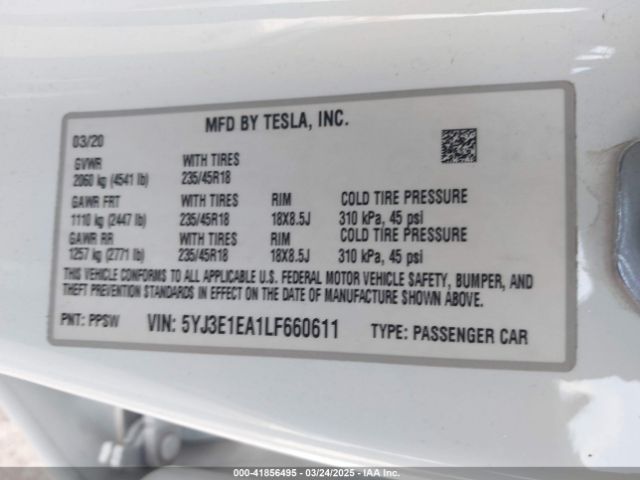 MFD BY TESLA, INC.
03/20
GVWR WITH TIRES
2060 kg (4541 lb) 235/45R18
GAWR FRT WITH TIRES RIM COLD TIRE PRESSURE
1110 kg (2447 lb) 235/45R18 18X8.5J 310 kPa, 45 psi
GAWR RR WITH TIRES RIM COLD TIRE PRESSURE
1257 kg (2771 lb) 235/45R18 18X8.5J 310 kPa, 45 psi
THIS VEHICLE CONFORMS TO ALL APPLICABLE U.S. FEDERAL MOTOR VEHICLE SAFETY, BUMPER, AND
THEFT PREVENTION STANDARDS IN EFFECT ON THE DATE OF MANUFACTURE SHOWN ABOVE.
PNT: PPSW VIN: 5YJ3E1EA1LF660611 TYPE: PASSENGER CAR
000-41856495 - 03/24/2025 - IAA Inc.